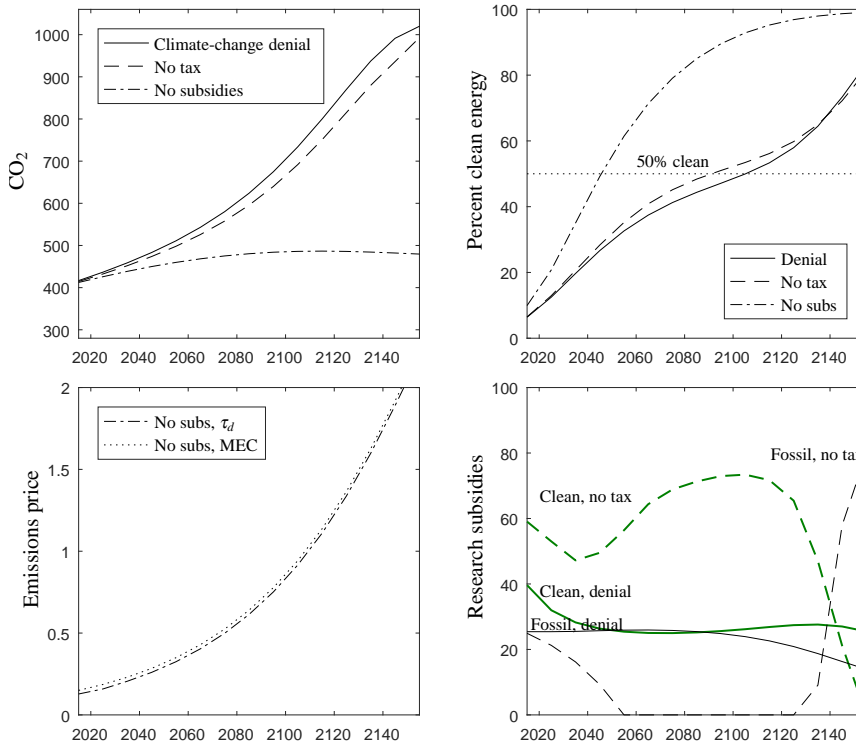 1000
900
800
700
600
500
400
300
CO2
Climate-change denial
No tax
No subsidies
2020 2040 2060 2080 2100 2120 2140
100
80
60
40
20
0
Percent clean energy
50% clean
Denial
No tax
No subs
2020 2040 2060 2080 2100 2120 2140
2
1.5
1
0.5
0
Emissions price
No subs, τd
No subs, MEC
2020 2040 2060 2080 2100 2120 2140
100
80
60
40
20
0
Research subsidies
Fossil, no tax
Clean, no tax
Clean, denial
Fossil, denial
2020 2040 2060 2080 2100 2120 2140